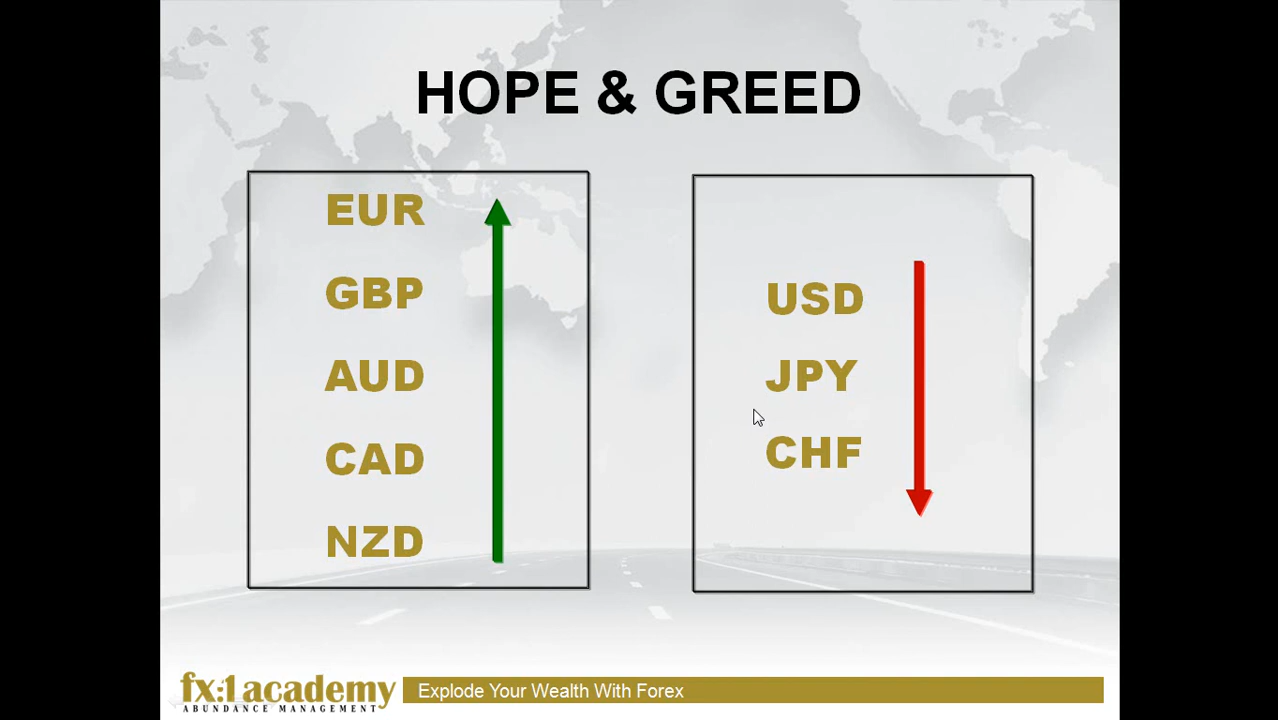 HOPE & GREED
EUR
GBP
AUD
CAD
NZD
USD
JPY
CHF
fx:1 academy
ABUNDANCE MANAGEMENT
Explode Your Wealth With Forex